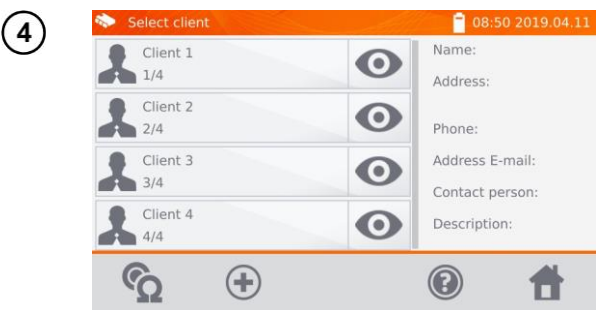 4
Select client
08:50 2019.04.11
Client 1
1/4
Client 2
2/4
Client 3
3/4
Client 4
4/4
Name:
Address:
Phone:
Address E-mail:
Contact person:
Description: